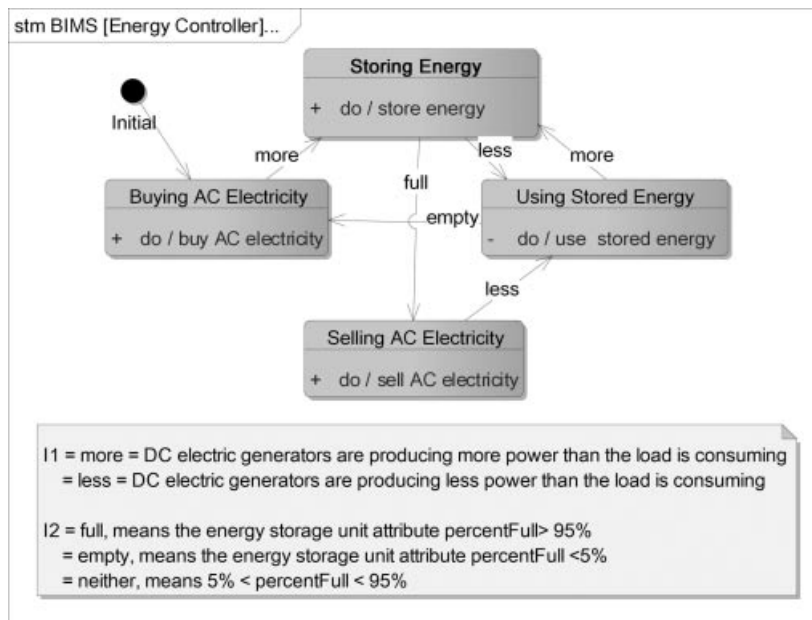 stm BIMS [Energy Controller]...
Storing Energy
+ do / store energy
Initial
more
less
more
full
Buying AC Electricity
+ do / buy AC electricity
empty
Using Stored Energy
- do / use stored energy
less
Selling AC Electricity
+ do / sell AC electricity
I1 = more = DC electric generators are producing more power than the load is consuming
= less = DC electric generators are producing less power than the load is consuming
I2 = full, means the energy storage unit attribute percentFull> 95%
= empty, means the energy storage unit attribute percentFull <5%
= neither, means 5% < percentFull < 95%